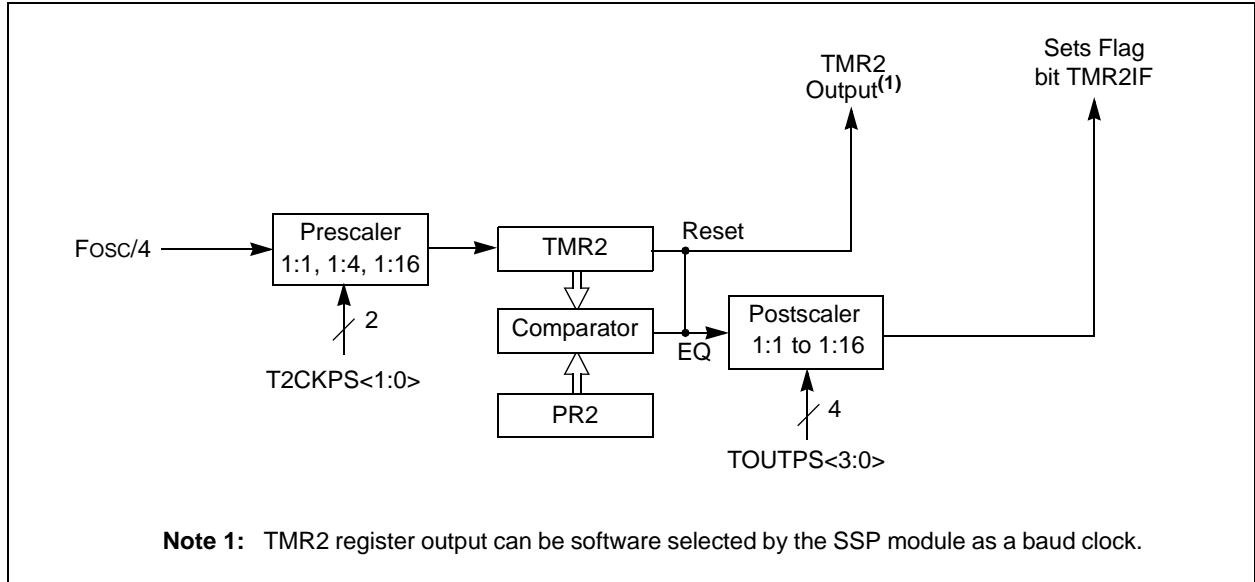 TMR2
Output(1)
Sets Flag
bit TMR2IF
FOSC/4
Prescaler
1:1, 1:4, 1:16
2
T2CKPS<1:0>
TMR2
Reset
Comparator
EQ
PR2
Postscaler
1:1 to 1:16
4
TOUTPS<3:0>
Note 1: TMR2 register output can be software selected by the SSP module as a baud clock.